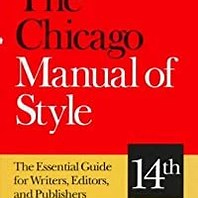 The
Chicago
Manual of
Style
The Essential Guide
for Writers, Editors,
and Publishers
14th